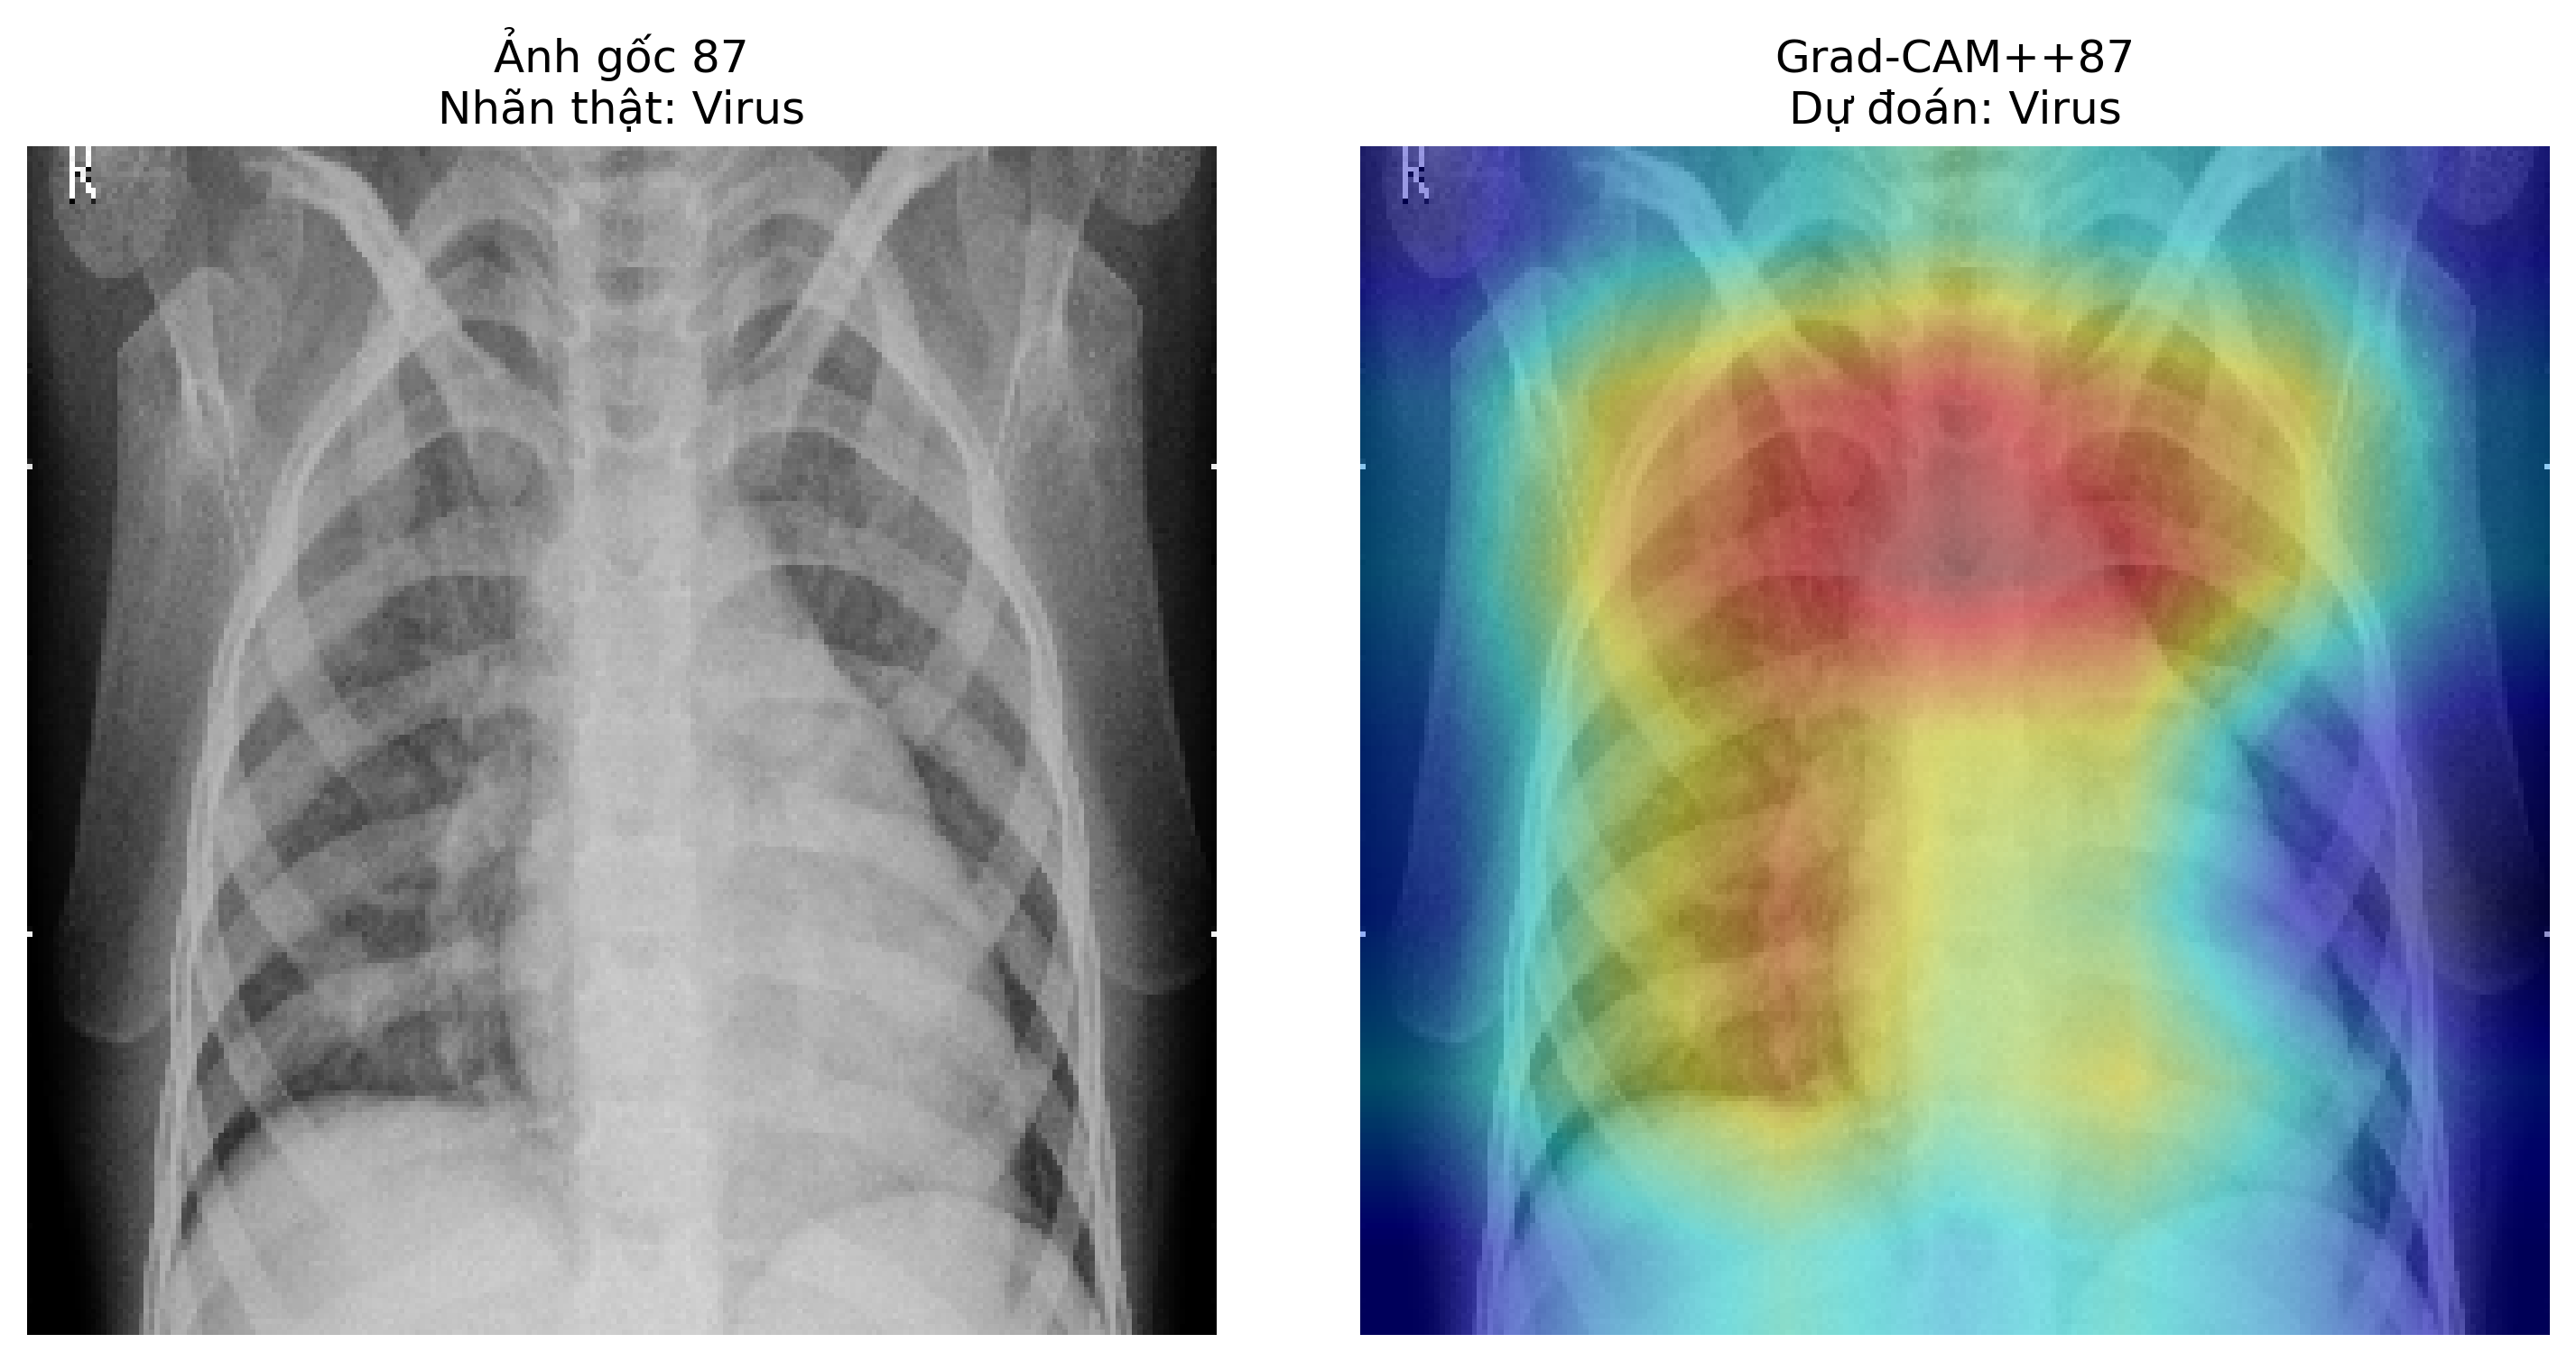 Ảnh gốc 87
Nhãn thật: Virus
Grad-CAM++87
Dự đoán: Virus
R